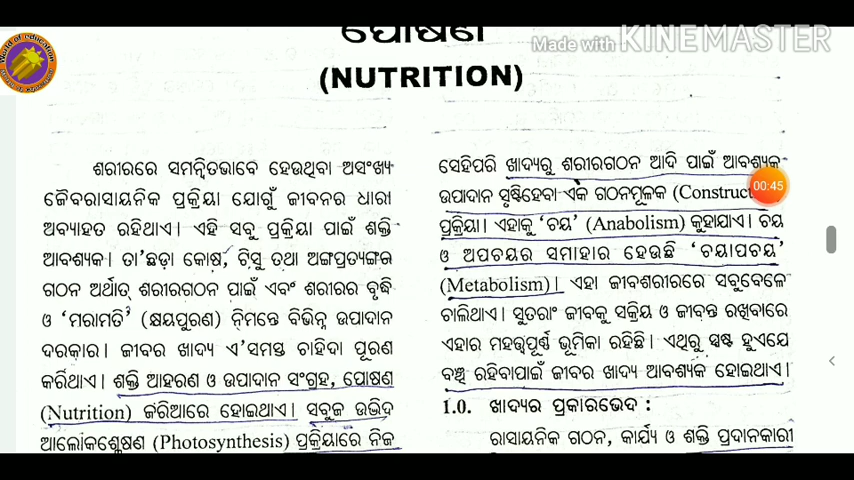 ପୋଷଣ
Made with KINEMASTER
World of education
(NUTRITION)
ଶରୀରରେ ସମନ୍ୱିତଭାବେ ହେଉଥିବା ଅସଂଖ୍ୟ
ଜୈବରାସାୟନିକ ପ୍ରକ୍ରିୟା ଯୋଗୁଁ ଜୀବନର ଧାରା
ଅବ୍ୟାହତ ରହିଥାଏ। ଏହି ସବୁ ପ୍ରକ୍ରିୟା ପାଇଁ ଶକ୍ତି
ଆବଶ୍ୟକ। ତା'ଛଡ଼ା କୋଷ, ଟିସୁ ତଥା ଅଙ୍ଗପ୍ରତ୍ୟଙ୍ଗର
ଗଠନ ଅର୍ଥାତ୍ ଶରୀରଗଠନ ପାଇଁ ଏବଂ ଶରୀରର ବୃଦ୍ଧି
ଓ 'ମରାମତି' (କ୍ଷୟପୂରଣ) ନିମନ୍ତେ ବିଭିନ୍ନ ଉପାଦାନ
ଦରକାର। ଜୀବର ଖାଦ୍ୟ ଏ'ସମସ୍ତ ଚାହିଦା ପୂରଣ
କରିଥାଏ। ଶକ୍ତି ଆହରଣ ଓ ଉପାଦାନ ସଂଗ୍ରହ, ପୋଷଣ
(Nutrition) ଜରିଆରେ ହୋଇଥାଏ। ସବୁଜ ଉଦ୍ଭିଦ
ଆଲୋକଶ୍ଳେଷଣ (Photosynthesis) ପ୍ରକ୍ରିୟାରେ ନିଜ
ସେହିପରି ଖାଦ୍ୟରୁ ଶରୀରଗଠନ ଆଦି ପାଇଁ ଆବଶ୍ୟକ
ଉପାଦାନ ସୃଷ୍ଟିହେବା ଏକ ଗଠନମୂଳକ (Construct
00:45
ପ୍ରକ୍ରିୟା। ଏହାକୁ 'ଚୟ' (Anabolism) କୁହାଯାଏ। ଚୟ
ଓ ଅପଚୟର ସମାହାର ହେଉଛି 'ଚୟାପଚୟ'
(Metabolism)। ଏହା ଜୀବଶରୀରରେ ସବୁବେଳେ
ଚାଲିଥାଏ। ସୁତରାଂ ଜୀବକୁ ସକ୍ରିୟ ଓ ଜୀବନ୍ତ ରଖିବାରେ
ଏହାର ମହତ୍ତ୍ୱପୂର୍ଣ୍ଣ ଭୂମିକା ରହିଛି। ଏଥିରୁ ସ୍ପଷ୍ଟ ହୁଏଯେ
ବଞ୍ଚି ରହିବାପାଇଁ ଜୀବର ଖାଦ୍ୟ ଆବଶ୍ୟକ ହୋଇଥାଏ।
1.0. ଖାଦ୍ୟର ପ୍ରକାରଭେଦ :
ରାସାୟନିକ ଗଠନ, କାର୍ଯ୍ୟ ଓ ଶକ୍ତି ପ୍ରଦାନକାରୀ